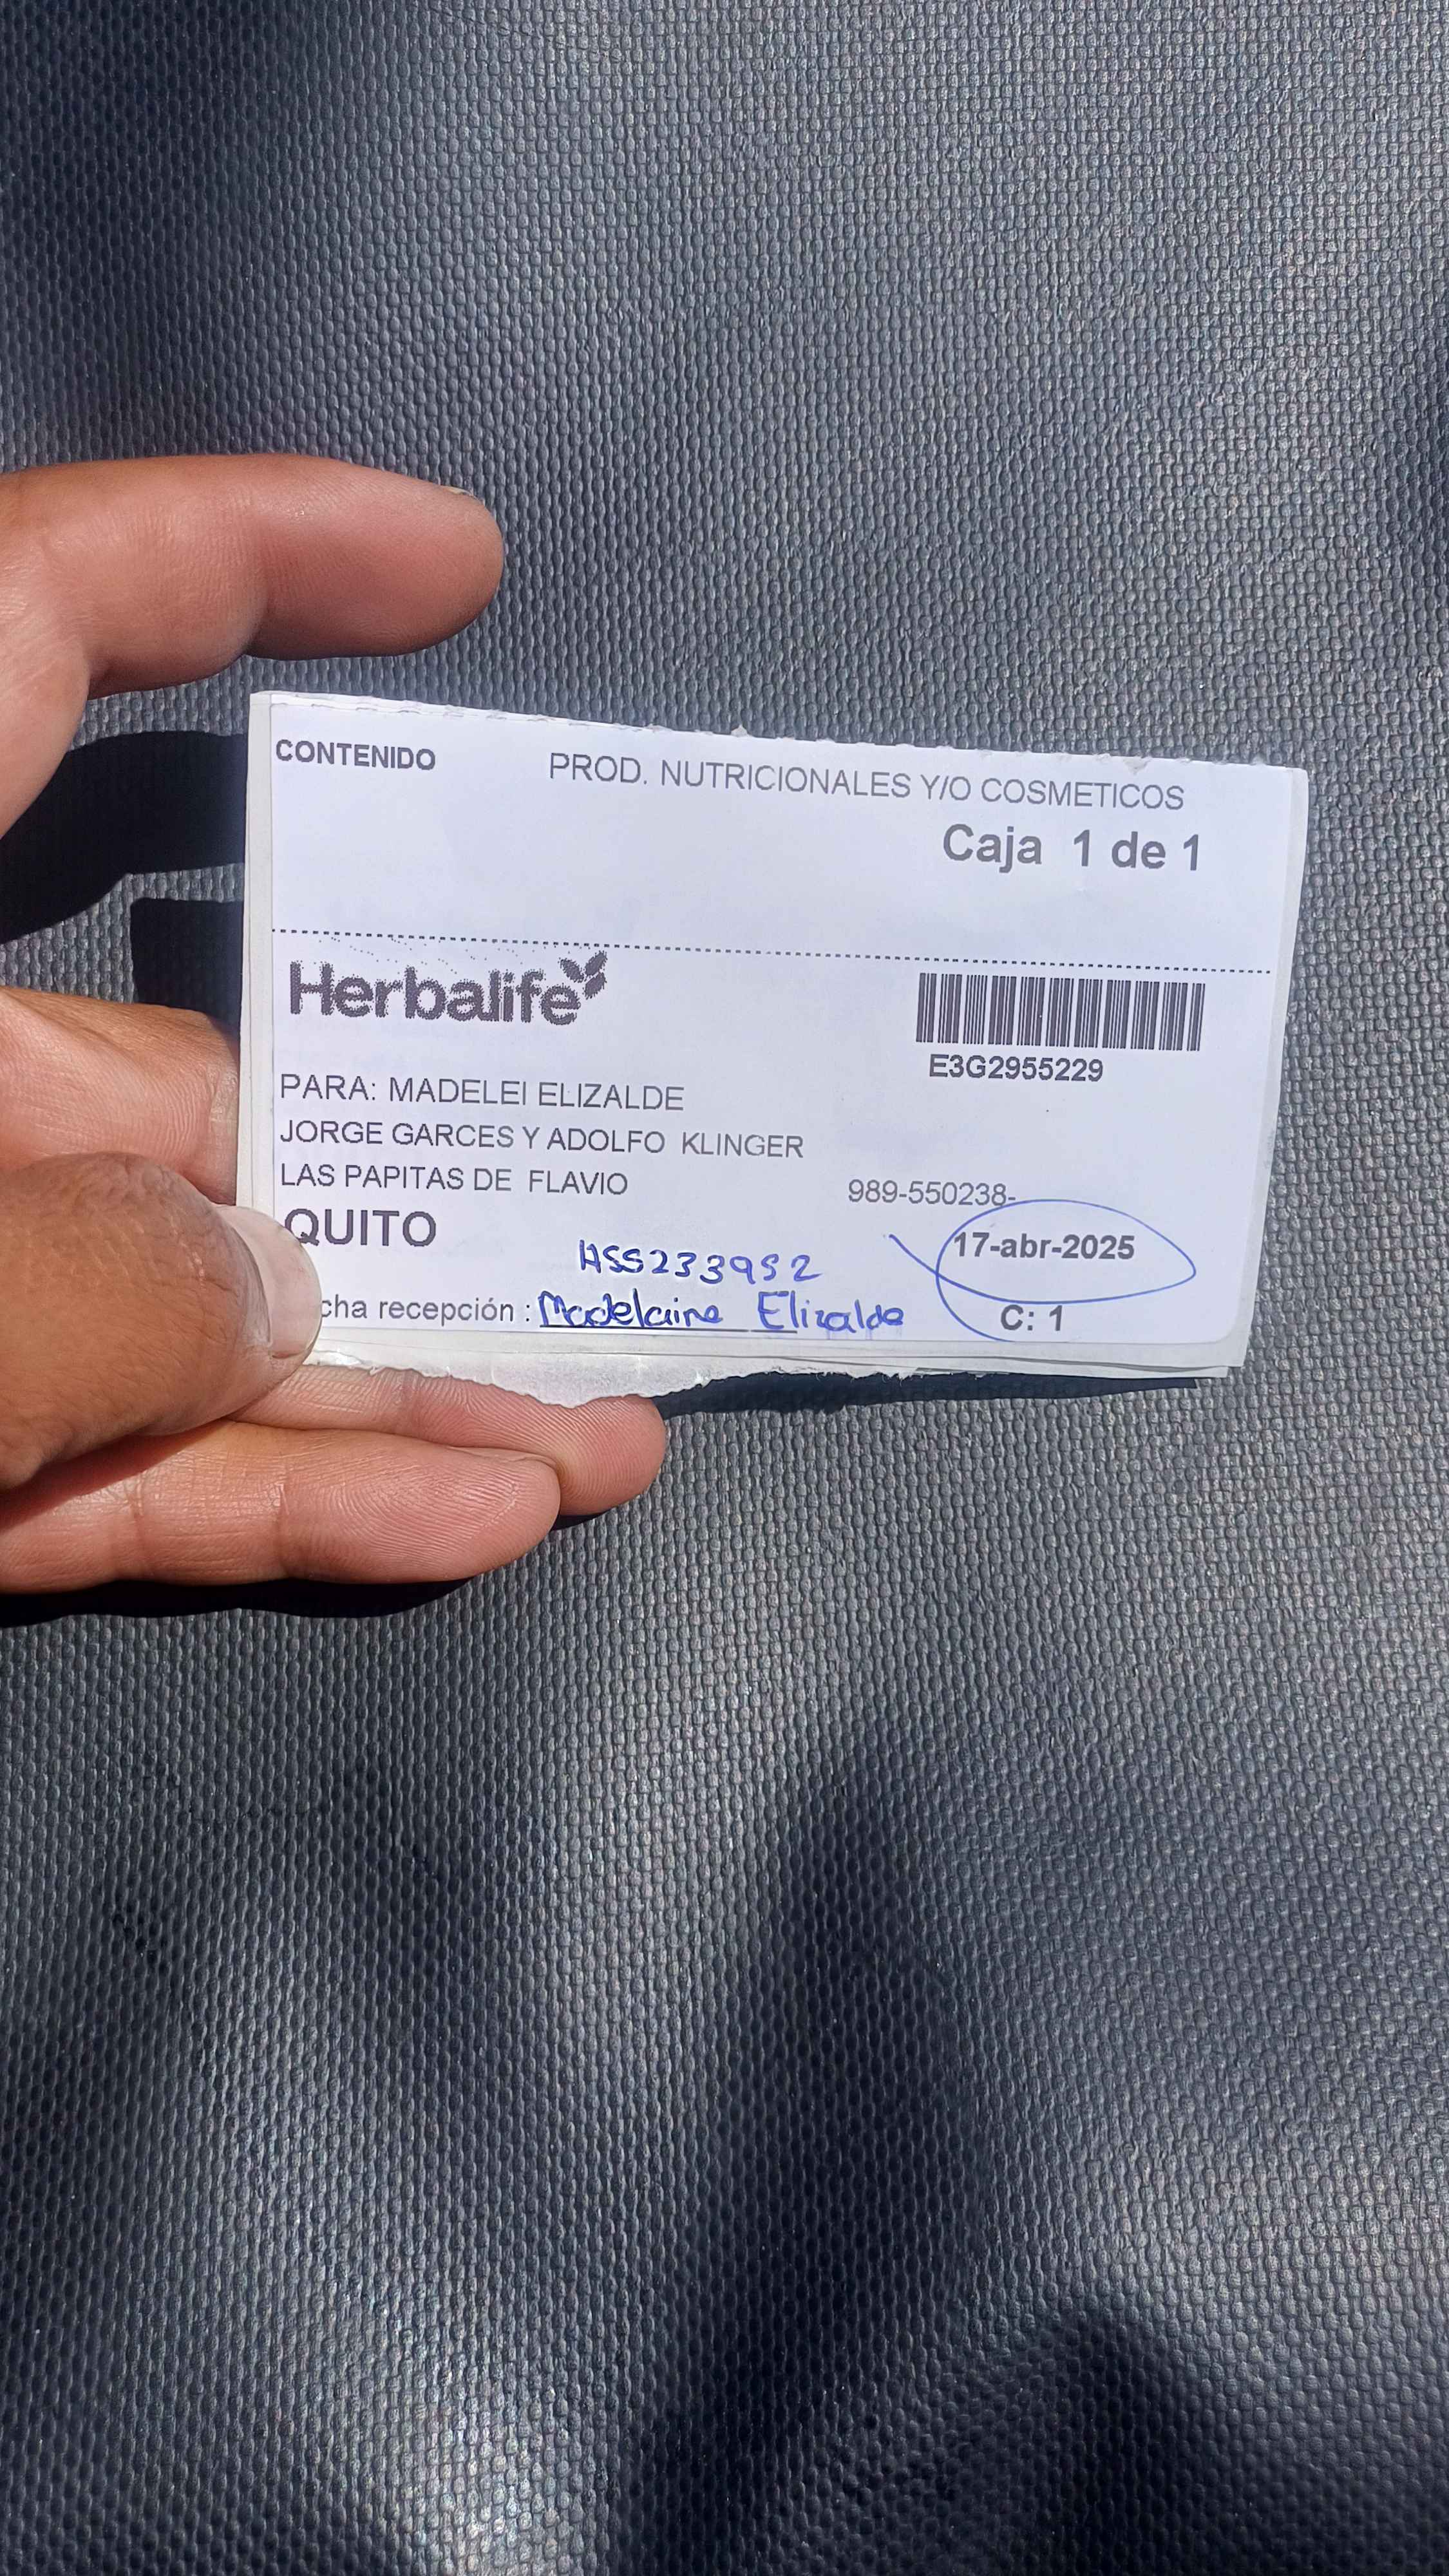 CONTENIDO PROD. NUTRICIONALES Y/O COSMETICOS
Caja 1 de 1
Herbalife
E3G2955229
PARA: MADELEI ELIZALDE
JORGE GARCES Y ADOLFO KLINGER
LAS PAPITAS DE FLAVIO 989-550238-
QUITO 17-abr-2025
HSS233952
cha recepción : Madelaine Elizalde C: 1